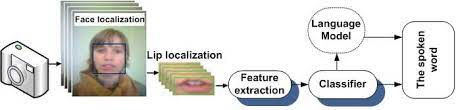 Face localization
Lip localization
Feature
extraction
Classifier
Language
Model
The spoken
word